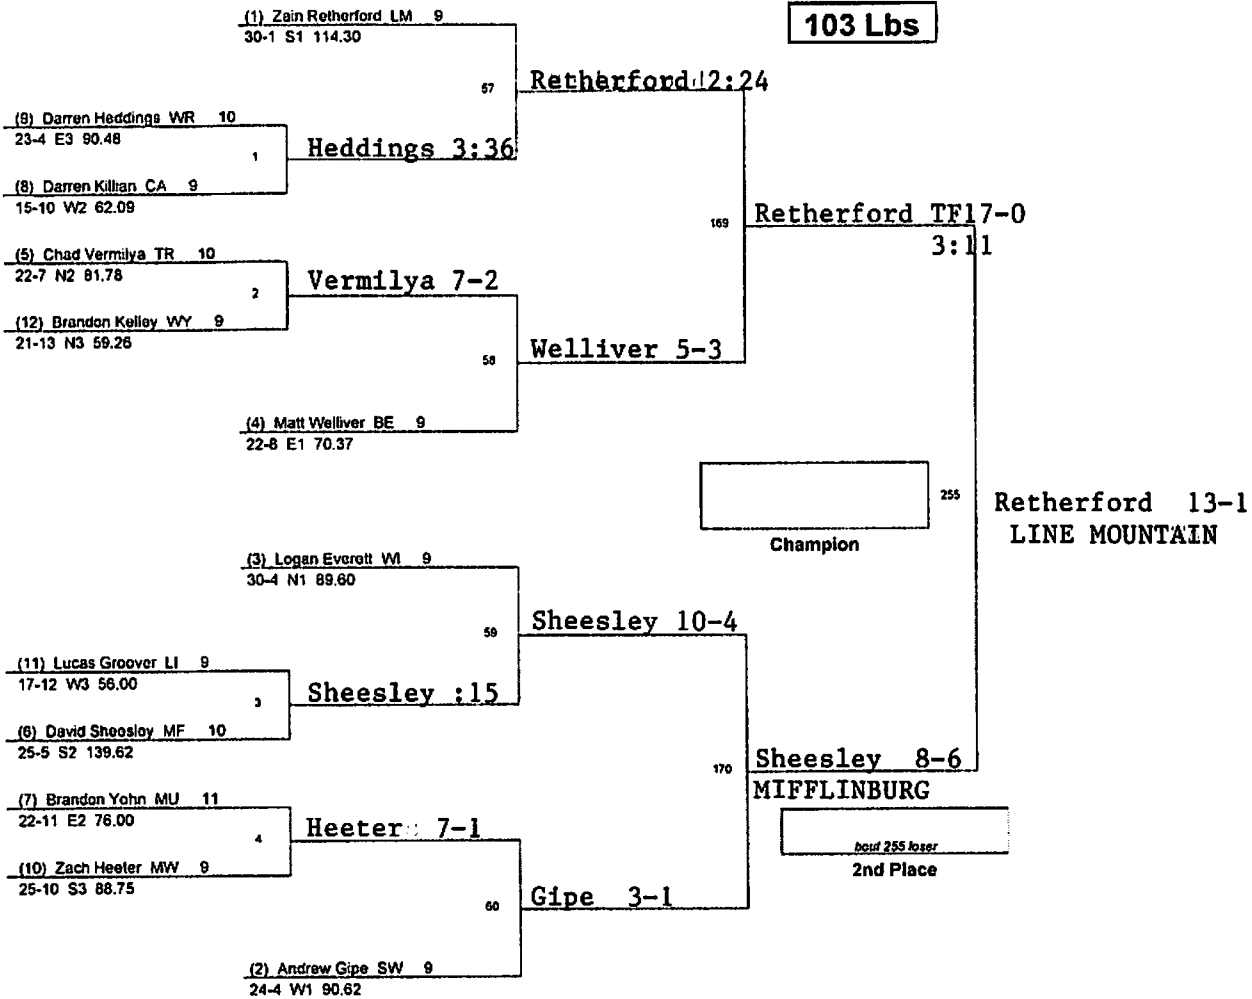 (1) Zain Retherford LM 9
30-1 S1 114.30
103 Lbs
57
Retherford 2:24
(9) Darren Heddings WR 10
23-4 E3 90.48
1
Heddings 3:36
(8) Darren Killian CA 9
15-10 W2 62.09
169
Retherford TF17-0
3:11
(5) Chad Vermilya TR 10
22-7 N2 81.78
2
Vermilya 7-2
(12) Brandon Kelley WY 9
21-13 N3 59.26
58
Welliver 5-3
(4) Matt Welliver BE 9
22-8 E1 70.37
255
Retherford 13-1
LINE MOUNTAIN
Champion
(3) Logan Everett WI 9
30-4 N1 89.60
59
Sheesley 10-4
(11) Lucas Groover LI 9
17-12 W3 56.00
3
Sheesley :15
(6) David Sheesley MF 10
25-5 S2 139.62
170
Sheesley 8-6
MIFFLINBURG
(7) Brandon Yohn MU 11
22-11 E2 76.00
4
Heeter 7-1
(10) Zach Heeter MW 9
25-10 S3 88.75
bout 255 loser
2nd Place
60
Gipe 3-1
(2) Andrew Gipe SW 9
24-4 W1 90.62